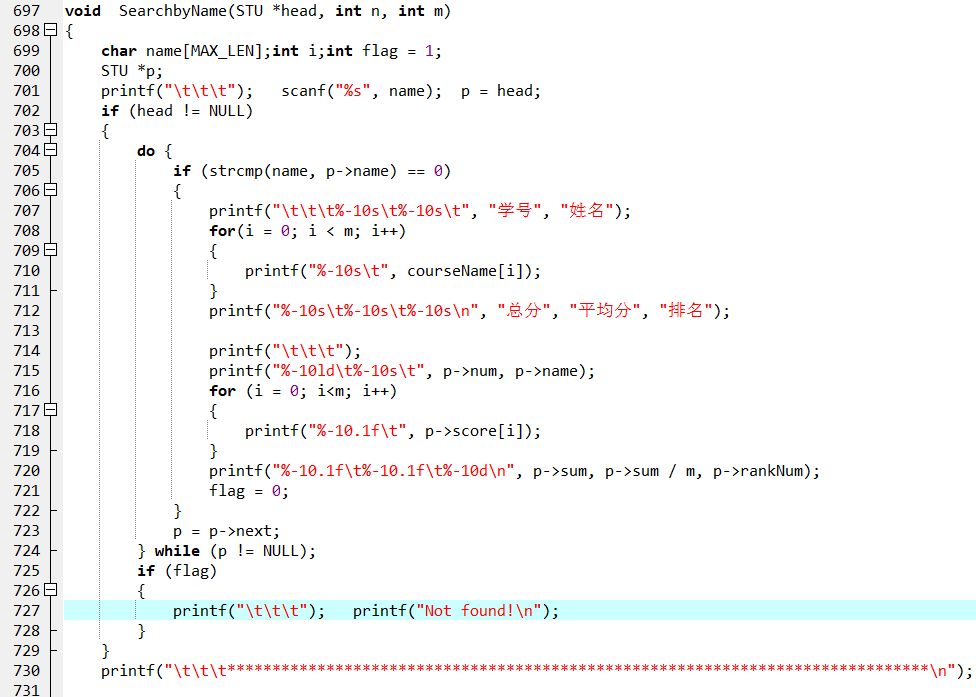 697 void  SearchbyName(STU *head, int n, int m)
698 {
699     char name[MAX_LEN];int i;int flag = 1;
700     STU *p;
701     printf("\t\t\t");   scanf("%s", name);  p = head;
702     if (head != NULL)
703     {
704         do {
705             if (strcmp(name, p->name) == 0)
706             {
707                 printf("\t\t\t%-10s\t%-10s\t", "学号", "姓名");
708                 for(i = 0; i < m; i++)
709                 {
710                     printf("%-10s\t", courseName[i]);
711                 }
712                 printf("%-10s\t%-10s\t%-10s\n", "总分", "平均分", "排名");
713
714                 printf("\t\t\t");
715                 printf("%-10ld\t%-10s\t", p->num, p->name);
716                 for (i = 0; i<m; i++)
717                 {
718                     printf("%-10.1f\t", p->score[i]);
719                 }
720                 printf("%-10.1f\t%-10.1f\t%-10d\n", p->sum, p->sum / m, p->rankNum);
721                 flag = 0;
722             }
723             p = p->next;
724         } while (p != NULL);
725         if (flag)
726         {
727             printf("\t\t\t");   printf("Not found!\n");
728         }
729     }
730     printf("\t\t\t******************************************************************************\n");
731